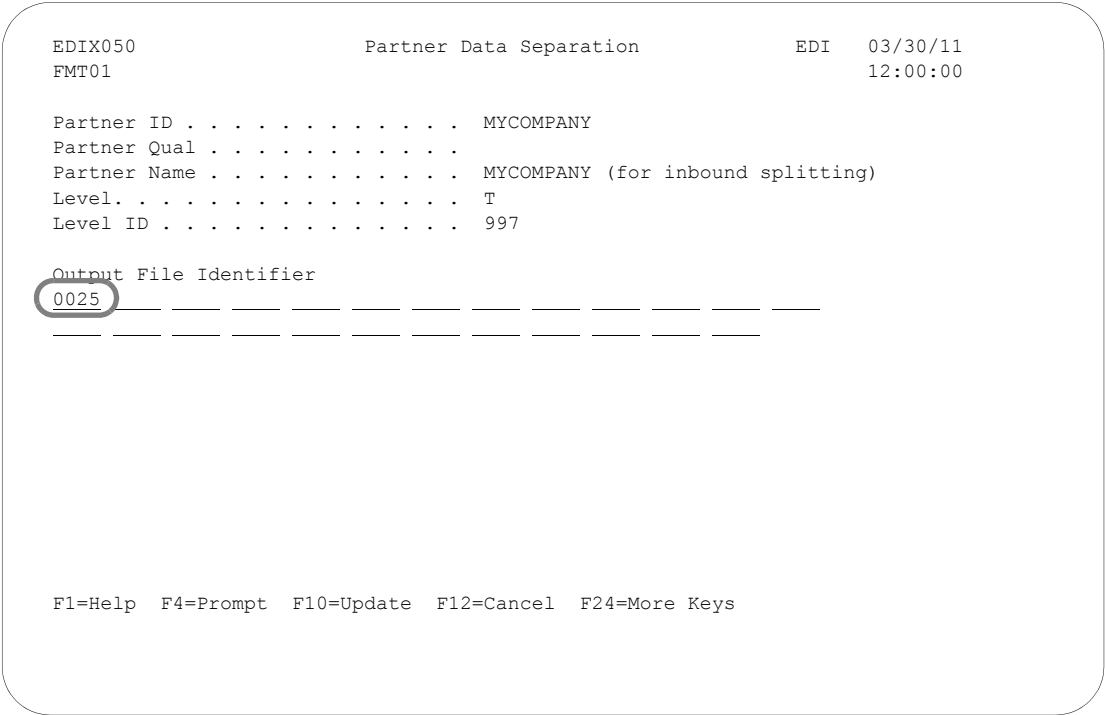 EDIX050 Partner Data Separation EDI 03/30/11
FMT01 12:00:00
Partner ID . . . . . . . . . . . . MYCOMPANY
Partner Qual . . . . . . . . . . .
Partner Name . . . . . . . . . . . MYCOMPANY (for inbound splitting)
Level. . . . . . . . . . . . . . . T
Level ID . . . . . . . . . . . . . 997
Output File Identifier
0025
F1=Help F4=Prompt F10=Update F12=Cancel F24=More Keys